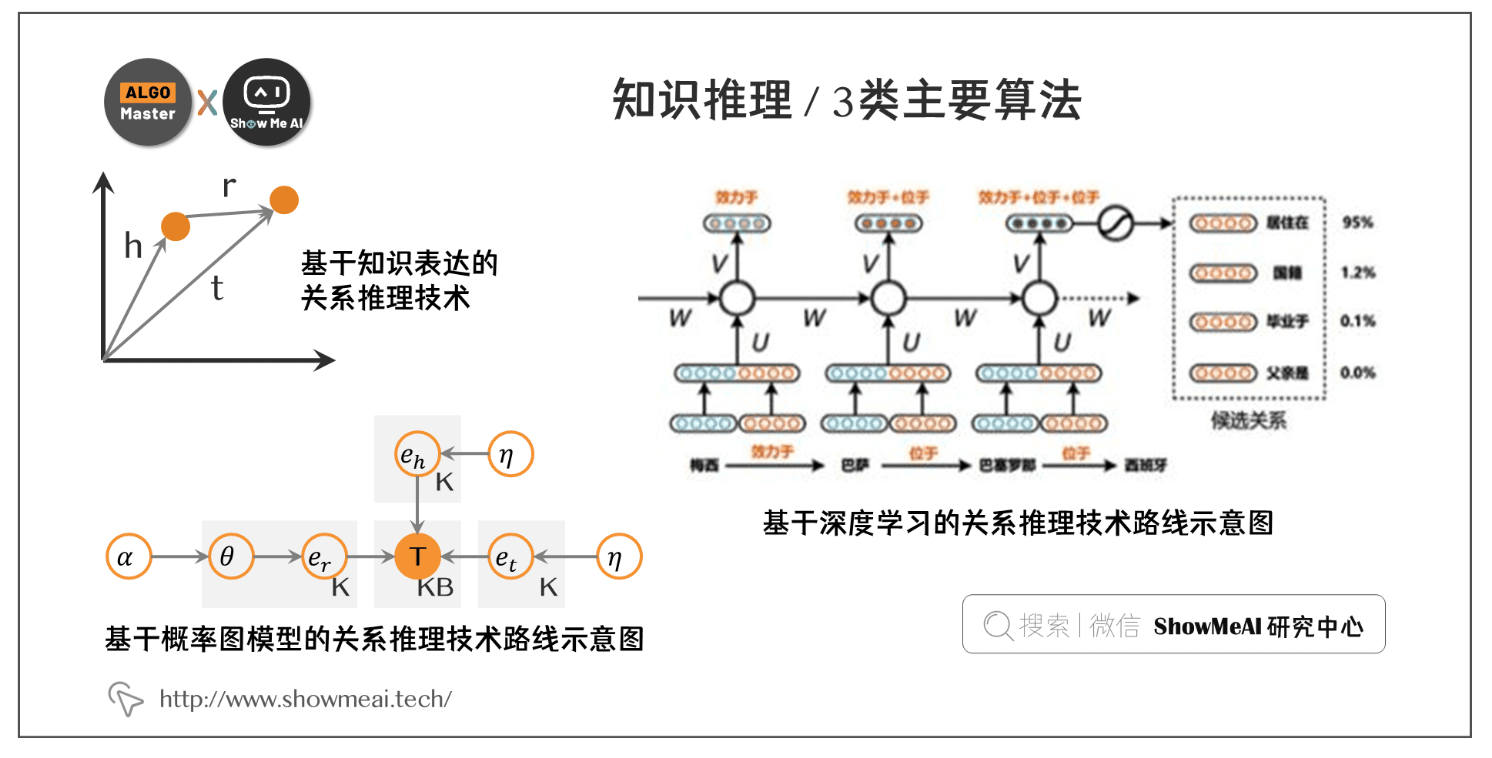 ALGO
Master
X
Show Me AI
知识推理 / 3类主要算法
r
h
t
基于知识表达的
关系推理技术
效力于
效力于+位于
效力于+位于+位于
V
V
V
W
W
W
W
U
U
U
居住在 95%
国籍 1.2%
毕业于 0.1%
父亲是 0.0%
候选关系
效力于 位于 位于
梅西 巴萨 巴塞罗那 西班牙
基于深度学习的关系推理技术路线示意图
e_h η
K
α θ e_r T e_t η
K KB K
基于概率图模型的关系推理技术路线示意图
搜索 | 微信 ShowMeAI 研究中心
http://www.showmeai.tech/